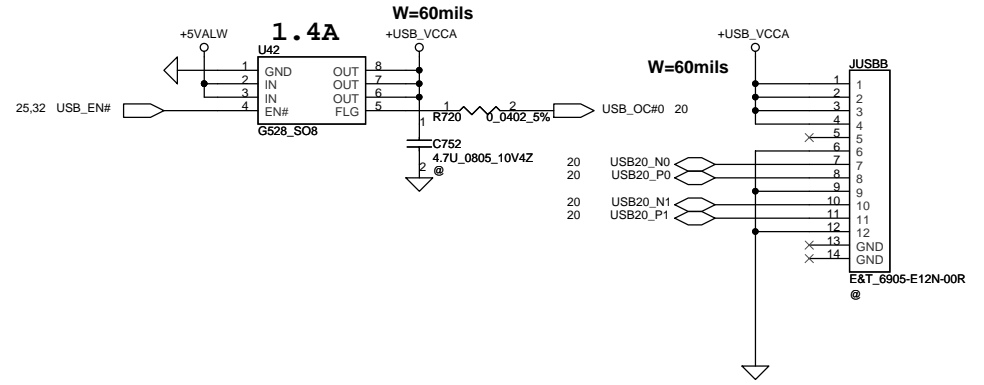 W=60mils
+5VALW 1.4A +USB_VCCA +USB_VCCA
U42
W=60mils
JUSBB
1 GND OUT 8
2 IN OUT 7
3 IN OUT 6
4 EN# FLG 5
25,32 USB_EN#
G528_SO8
1 2
R720 0_0402_5%
USB_OC#0 20
1
C752
4.7U_0805_10V4Z
2
@
1 1
2 2
3 3
4 4
5 5
6 6
20 USB20_N0 7 7
20 USB20_P0 8 8
9 9
20 USB20_N1 10 10
20 USB20_P1 11 11
12 12
13 GND
14 GND
E&T_6905-E12N-00R
@